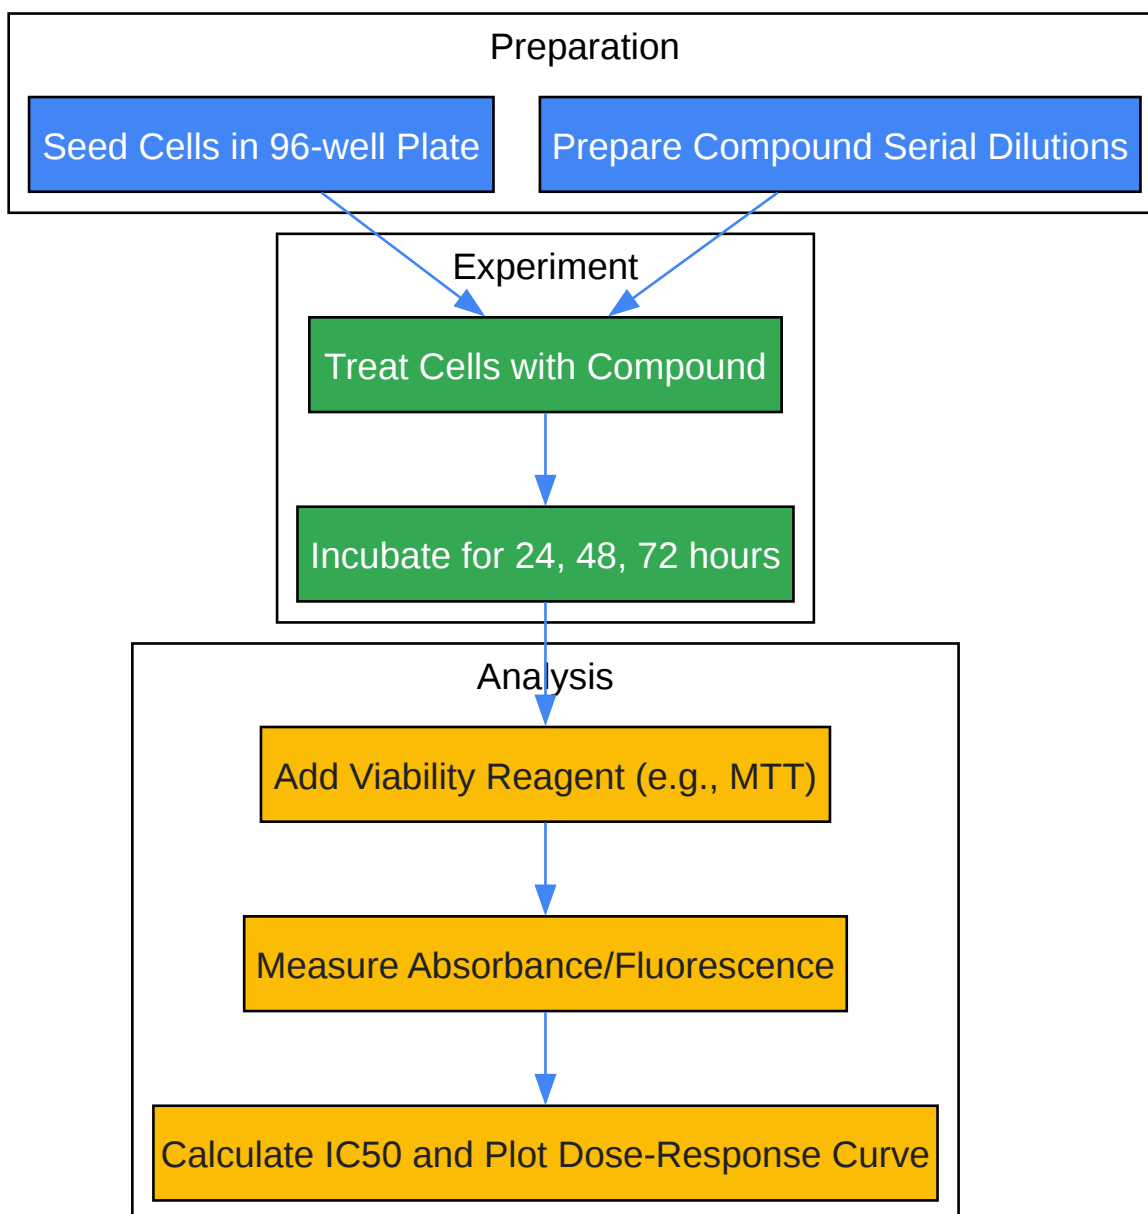 Preparation
Seed Cells in 96-well Plate
Prepare Compound Serial Dilutions
Experiment
Treat Cells with Compound
Incubate for 24, 48, 72 hours
Analysis
Add Viability Reagent (e.g., MTT)
Measure Absorbance/Fluorescence
Calculate IC50 and Plot Dose-Response Curve